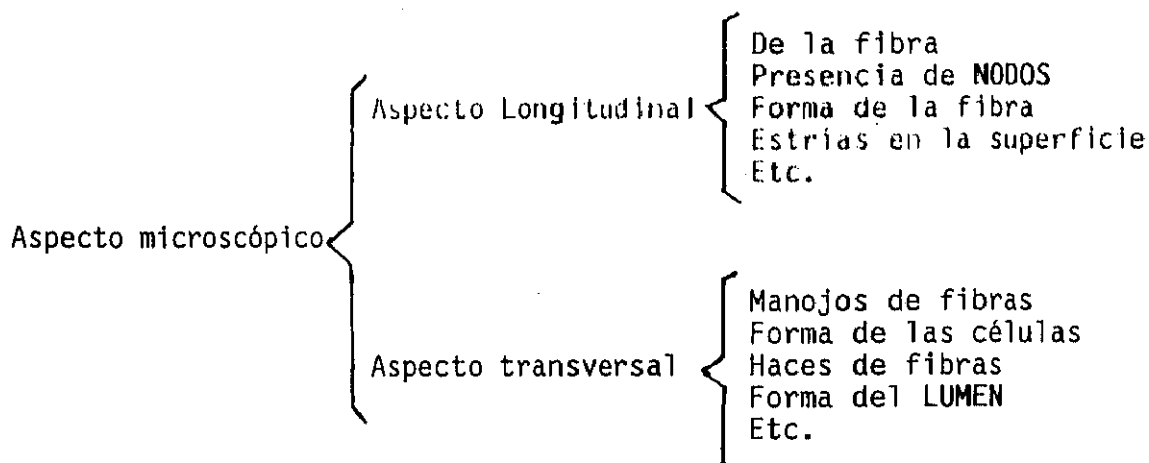 Aspecto microscópico
Aspecto Longitudinal
De la fibra
Presencia de NODOS
Forma de la fibra
Estrías en la superficie
Etc.
Aspecto transversal
Manojos de fibras
Forma de las células
Haces de fibras
Forma del LUMEN
Etc.